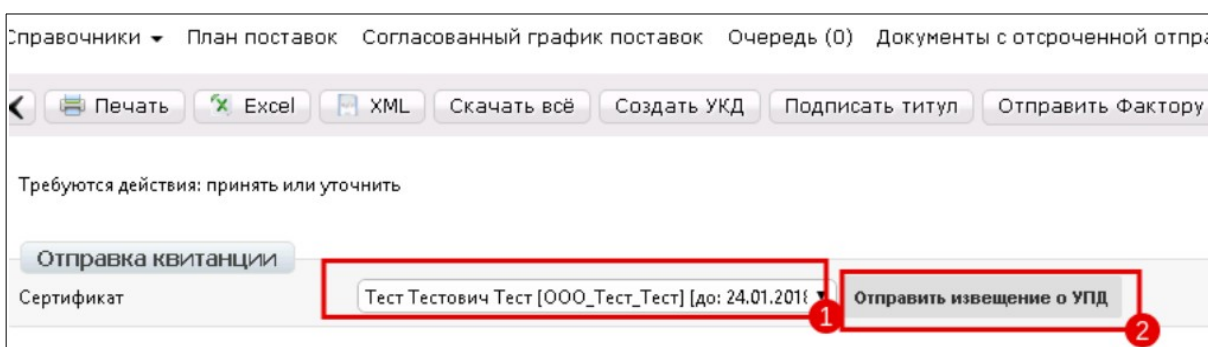 Справочники План поставок Согласованный график поставок Очередь (0) Документы с отсроченной отпра
Печать Excel XML Скачать всё Создать УКД Подписать титул Отправить Фактору
Требуются действия: принять или уточнить
Отправка квитанции
Сертификат Тест Тестович Тест [ООО_Тест_Тест] [до: 24.01.2018 Отправить извещение о УПД
1 2